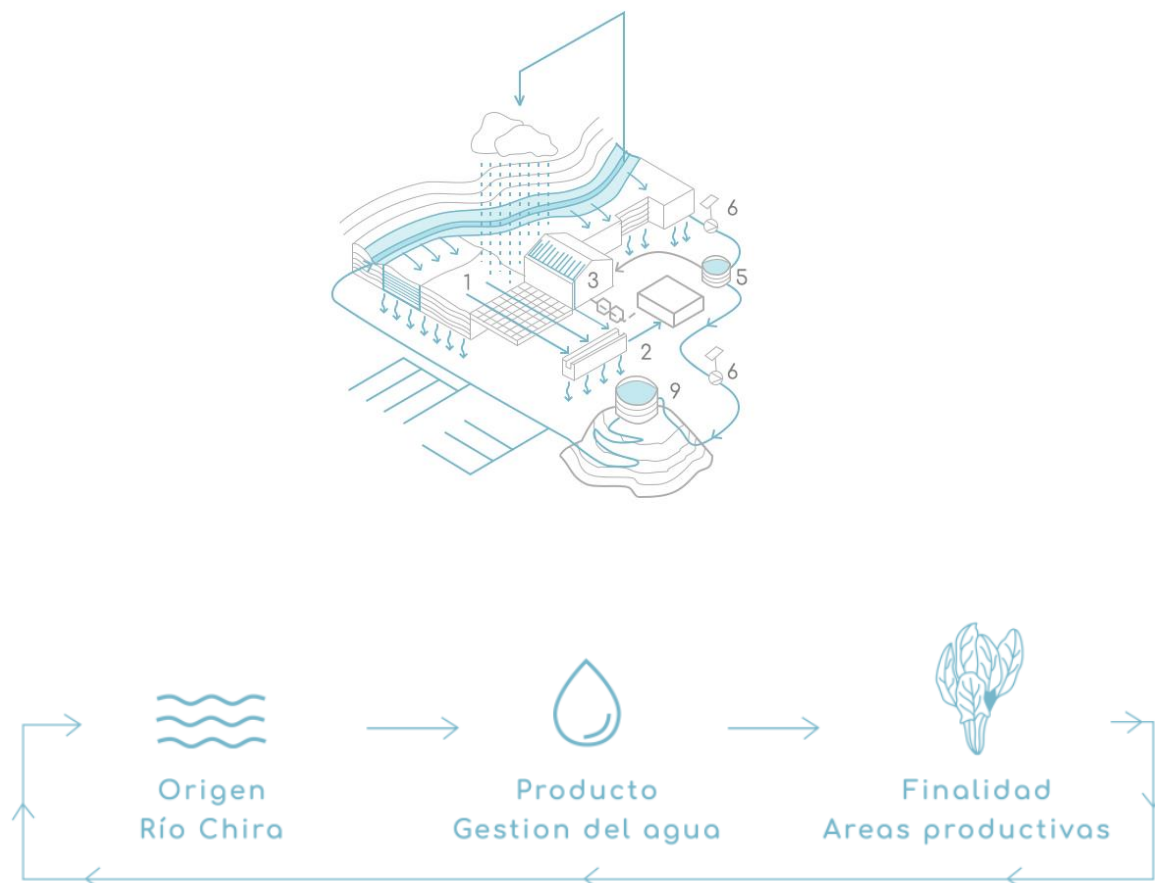 6
3
5
1
2
6
9
Origen
Río Chira
Producto
Gestion del agua
Finalidad
Areas productivas